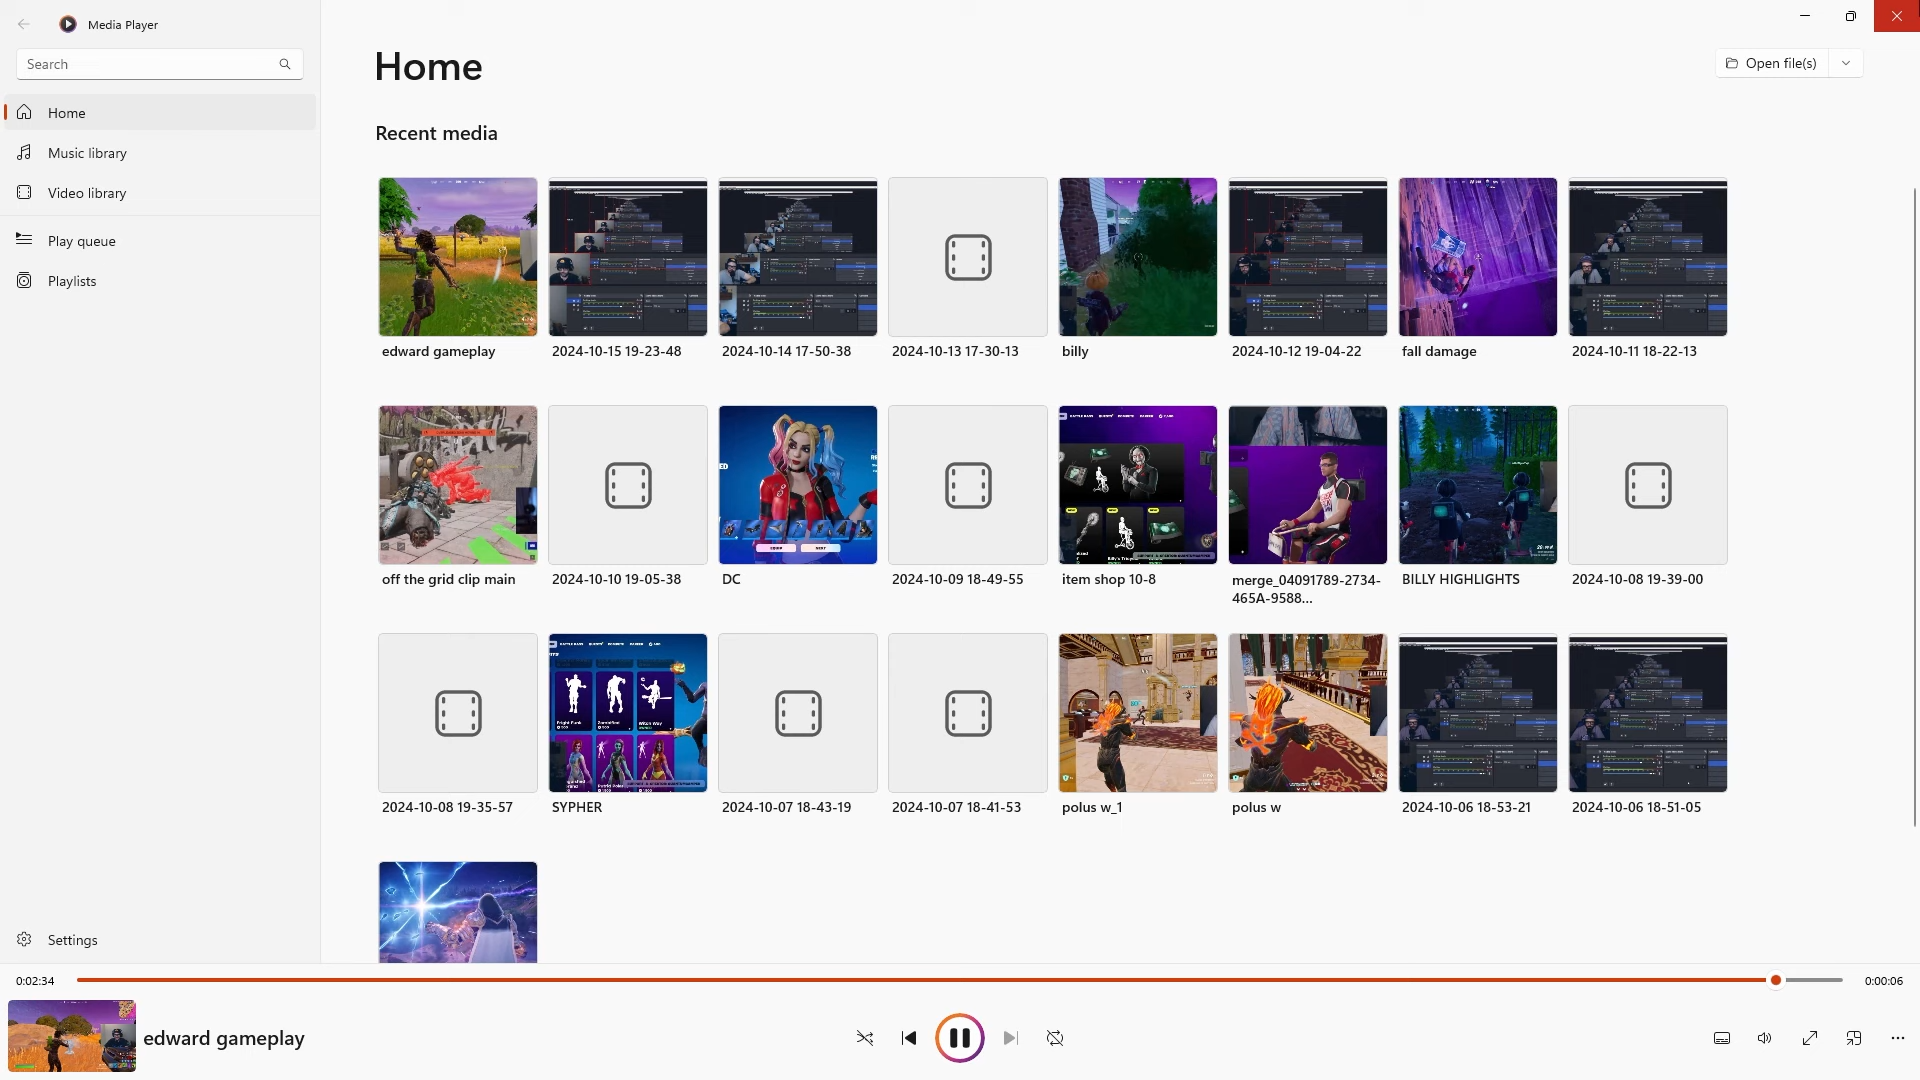 Media Player
Search
Home
Music library
Video library
Play queue
Playlists
Settings
Home
Open file(s)
Recent media
edward gameplay
2024-10-15 19-23-48
2024-10-14 17-50-38
2024-10-13 17-30-13
billy
2024-10-12 19-04-22
fall damage
2024-10-11 18-22-13
off the grid clip main
2024-10-10 19-05-38
DC
2024-10-09 18-49-55
item shop 10-8
merge_04091789-2734-
465A-9588...
BILLY HIGHLIGHTS
2024-10-08 19-39-00
2024-10-08 19-35-57
SYPHER
2024-10-07 18-43-19
2024-10-07 18-41-53
polus w_1
polus w
2024-10-06 18-53-21
2024-10-06 18-51-05
0:02:34
0:00:06
edward gameplay